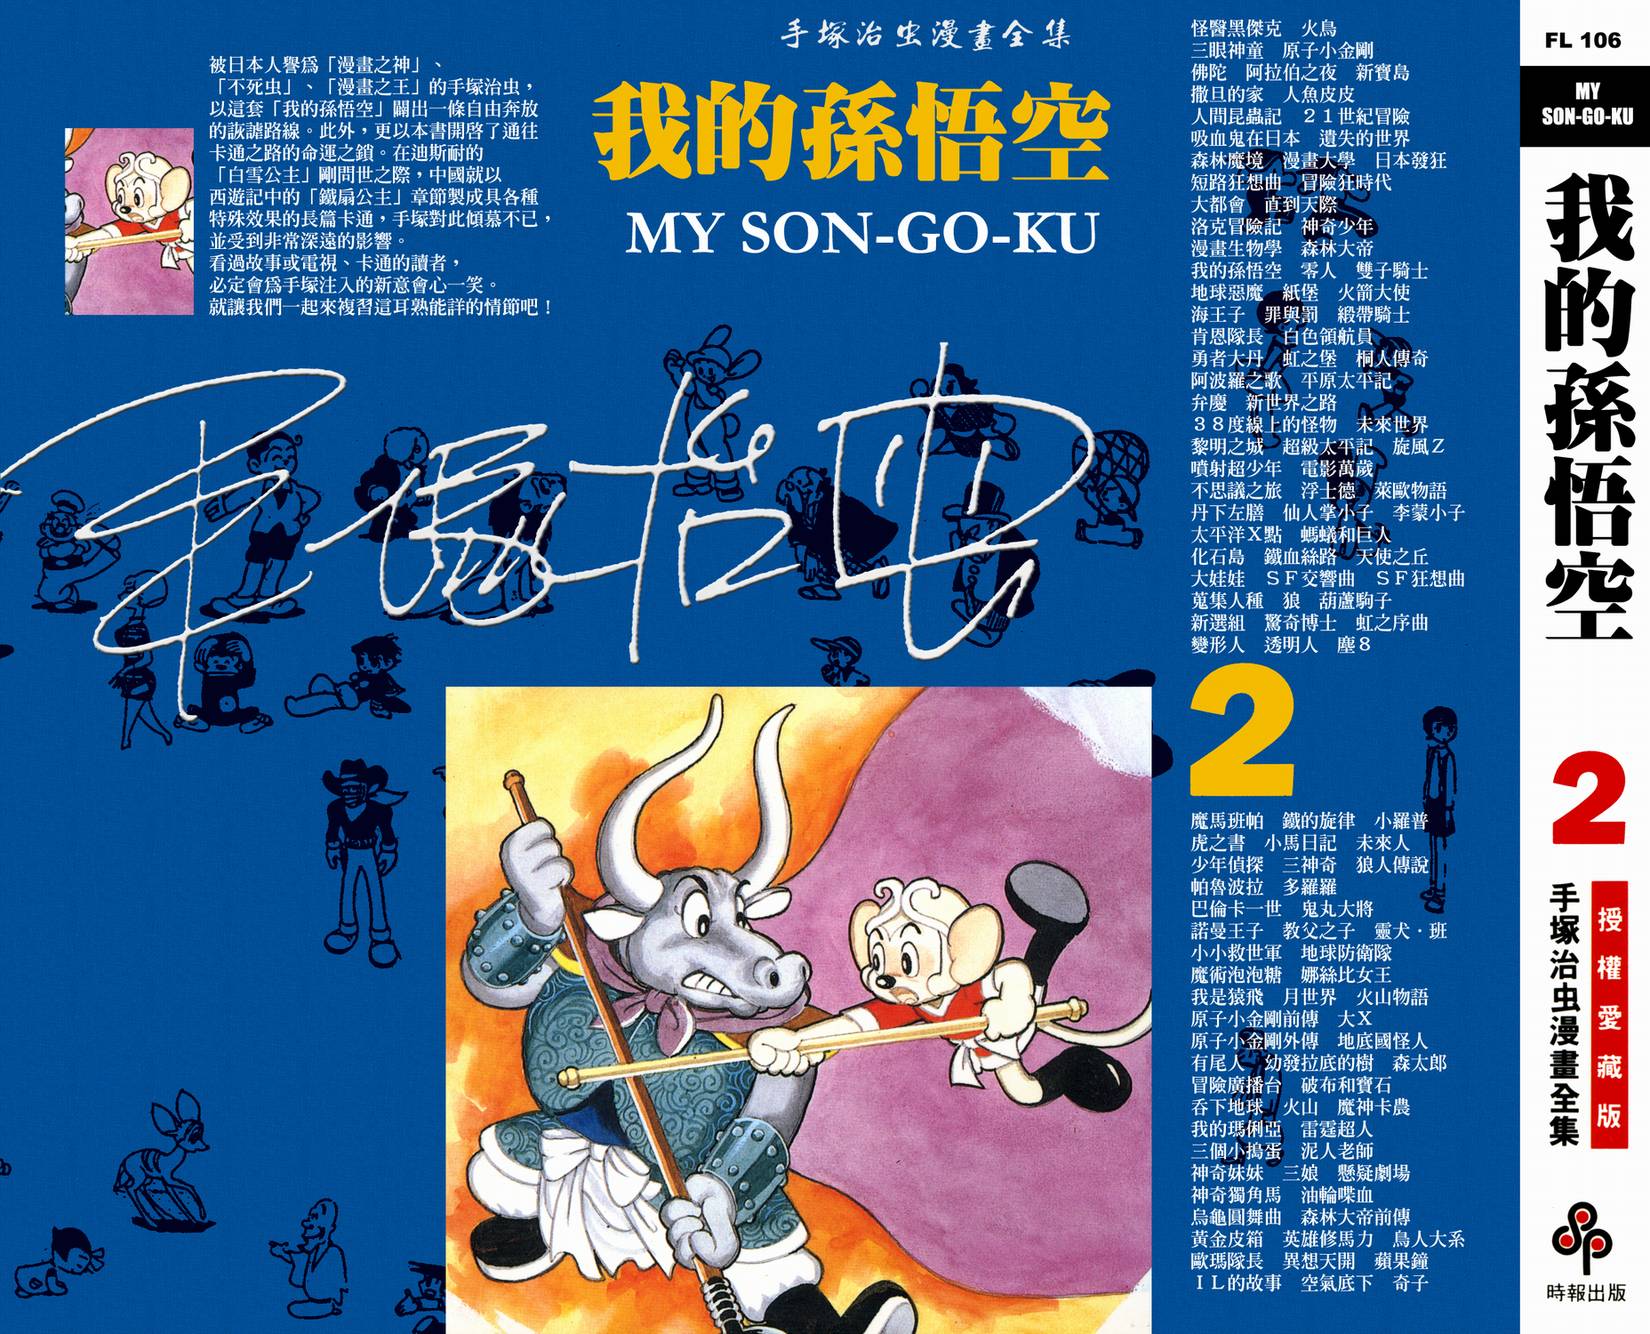 手塚治虫漫畫全集
我的孫悟空
MY SON-GO-KU
被日本人譽爲「漫畫之神」、
「不死虫」、「漫畫之王」的手塚治虫，
以這套「我的孫悟空」闢出一條自由奔放
的詼謔路線。此外，更以本書開啓了通往
卡通之路的命運之鎖。在迪斯耐的
「白雪公主」剛問世之際，中國就以
西遊記中的「鐵扇公主」章節製成具各種
特殊效果的長篇卡通，手塚對此傾慕不已，
並受到非常深遠的影響。
看過故事或電視、卡通的讀者，
必定會爲手塚注入的新意會心一笑。
就讓我們一起來複習這耳熟能詳的情節吧！
手塚治虫
怪醫黑傑克　火鳥
三眼神童　原子小金剛
佛陀　阿拉伯之夜　新寶島
撒旦的家　人魚皮皮
人間昆蟲記　２１世紀冒險
吸血鬼在日本　遺失的世界
森林魔境　漫畫大學　日本發狂
短路狂想曲　冒險狂時代
大都會　直到天際
洛克冒險記　神奇少年
漫畫生物學　森林大帝
我的孫悟空　零人　雙子騎士
地球惡魔　紙堡　火箭大使
海王子　罪與罰　緞帶騎士
肯恩隊長　白色領航員
勇者大丹　虹之堡　桐人傳奇
阿波羅之歌　平原太平記
弁慶　新世界之路
３８度線上的怪物　未來世界
黎明之城　超級太平記　旋風Ｚ
噴射超少年　電影萬歲
不思議之旅　浮士德　萊歐物語
丹下左膳　仙人掌小子　李蒙小子
太平洋Ｘ點　螞蟻和巨人
化石島　鐵血絲路　天使之丘
大娃娃　ＳＦ交響曲　ＳＦ狂想曲
蒐集人種　狼　葫蘆駒子
新選組　驚奇博士　虹之序曲
變形人　透明人　塵８
2
魔馬班帕　鐵的旋律　小羅普
虎之書　小馬日記　未來人
少年偵探　三神奇　狼人傳說
帕魯波拉　多羅羅
巴倫卡一世　鬼丸大將
諾曼王子　教父之子　靈犬・班
小小救世軍　地球防衛隊
魔術泡泡糖　娜絲比女王
我是猿飛　月世界　火山物語
原子小金剛前傳　大Ｘ
原子小金剛外傳　地底國怪人
有尾人　幼發拉底的樹　森太郎
冒險廣播台　破布和寶石
吞下地球　火山　魔神卡農
我的瑪俐亞　雷霆超人
三個小搗蛋　泥人老師
神奇妹妹　三娘　懸疑劇場
神奇獨角馬　油輪喋血
烏龜圓舞曲　森林大帝前傳
黃金皮箱　英雄修馬力　鳥人大系
歐瑪隊長　異想天開　蘋果鐘
ＩＬ的故事　空氣底下　奇子
FL 106
MY
SON-GO-KU
我的孫悟空
2
授權愛藏版
手塚治虫漫畫全集
時報出版